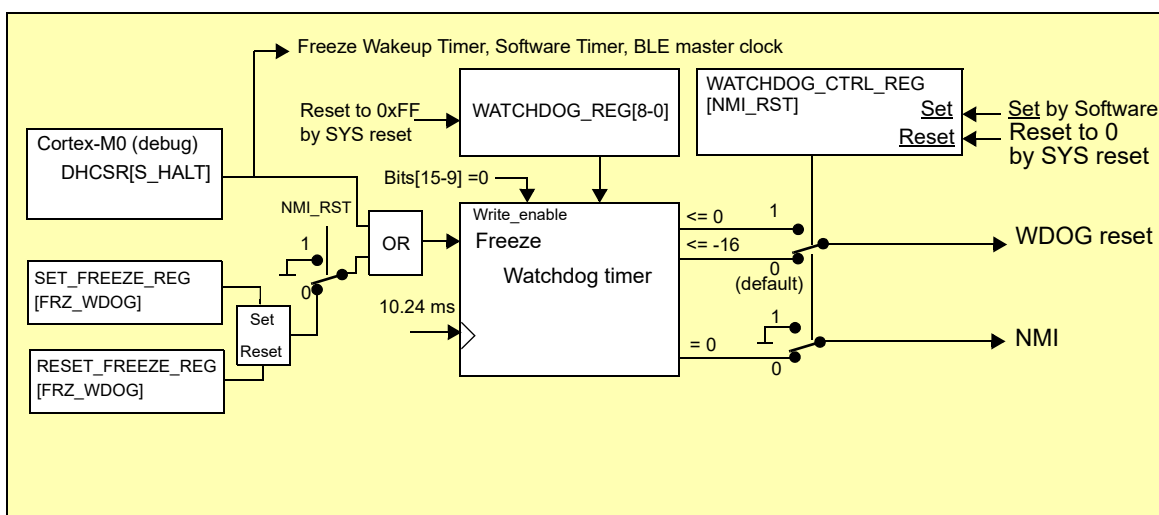 Freeze Wakeup Timer, Software Timer, BLE master clock
Reset to 0xFF
by SYS reset
WATCHDOG_REG[8-0]
WATCHDOG_CTRL_REG
[NMI_RST]
Set
Reset
Set by Software
Reset to 0
by SYS reset
Cortex-M0 (debug)
DHCSR[S_HALT]
Bits[15-9] =0
NMI_RST
1
0
OR
Write_enable
Freeze
Watchdog timer
<= 0
<= -16
1
0
(default)
WDOG reset
SET_FREEZE_REG
[FRZ_WDOG]
Set
Reset
RESET_FREEZE_REG
[FRZ_WDOG]
10.24 ms
= 0
1
0
NMI